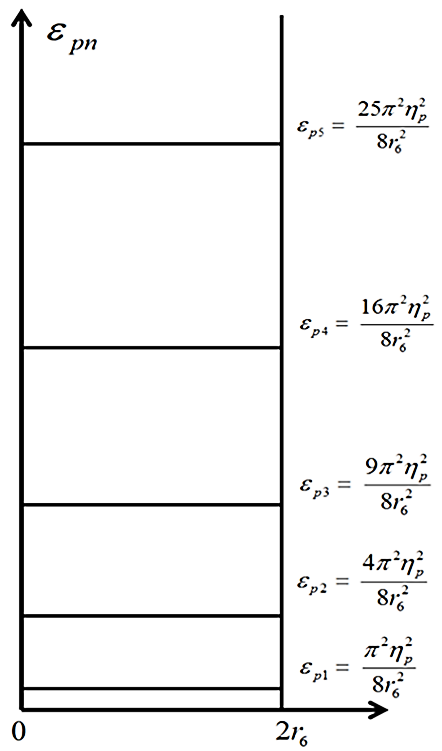 ε_pn
ε_p5 = 25π²η_p²/8r_6²
ε_p4 = 16π²η_p²/8r_6²
ε_p3 = 9π²η_p²/8r_6²
ε_p2 = 4π²η_p²/8r_6²
ε_p1 = π²η_p²/8r_6²
0 2r_6